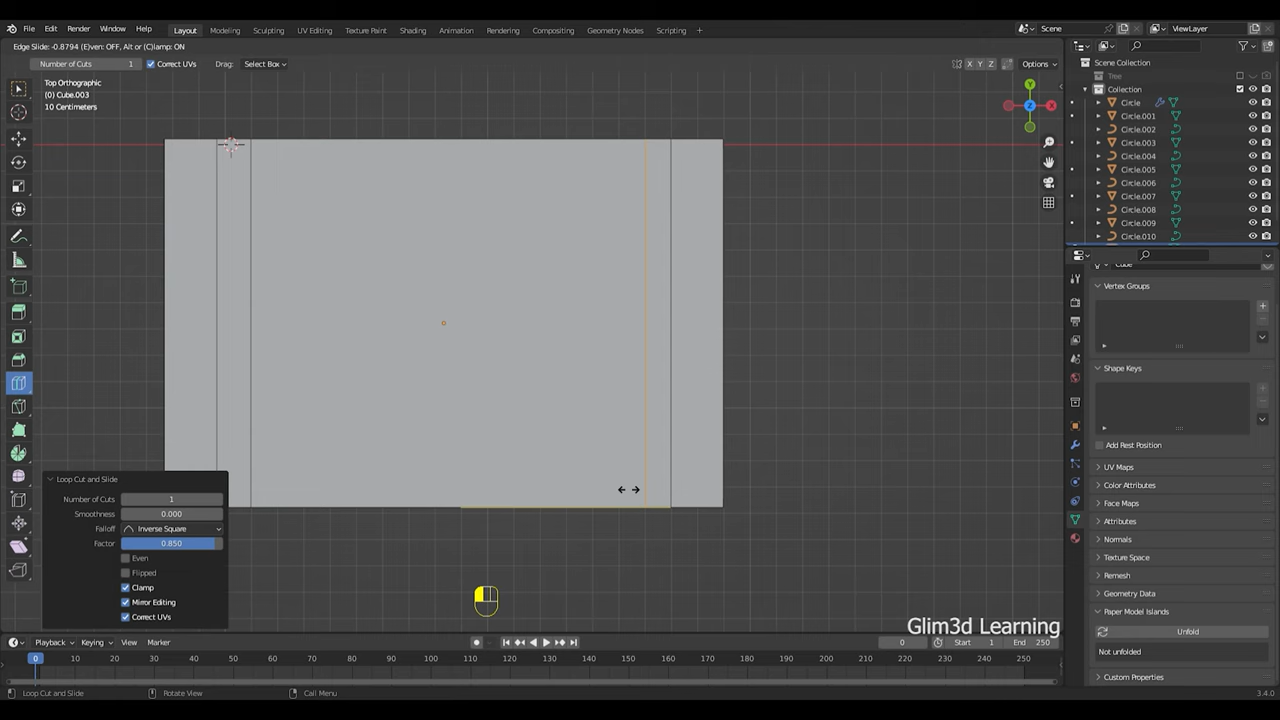 File Edit Render Window Help Layout Modeling Sculpting UV Editing Texture Paint Shading Animation Rendering Compositing Geometry Nodes Scripting + Scene ViewLayer
Edge Slide: -0.8794 (E)ven: OFF, Alt or (C)lamp: ON
Number of Cuts 1 Correct UVs Drag: Select Box X Y Z Options
Top Orthographic
(0) Cube.003
10 Centimeters
Y
X
Z
Scene Collection
Tree
Collection
Circle
Circle.001
Circle.002
Circle.003
Circle.004
Circle.005
Circle.006
Circle.007
Circle.008
Circle.009
Circle.010
Vertex Groups
Shape Keys
Add Rest Position
UV Maps
Color Attributes
Face Maps
Attributes
Normals
Texture Space
Remesh
Geometry Data
Paper Model Islands
Unfold
Not unfolded
Custom Properties
Loop Cut and Slide
Number of Cuts 1
Smoothness 0.000
Falloff Inverse Square
Factor 0.850
Even
Flipped
Clamp
Mirror Editing
Correct UVs
Glim3d Learning
Playback Keying View Marker 0 Start 1 End 250
0 10 20 30 40 50 60 70 80 90 100 110 120 130 140 150 160 170 180 190 200 210 220 230 240 250
Loop Cut and Slide Rotate View Call Menu 3.4.0